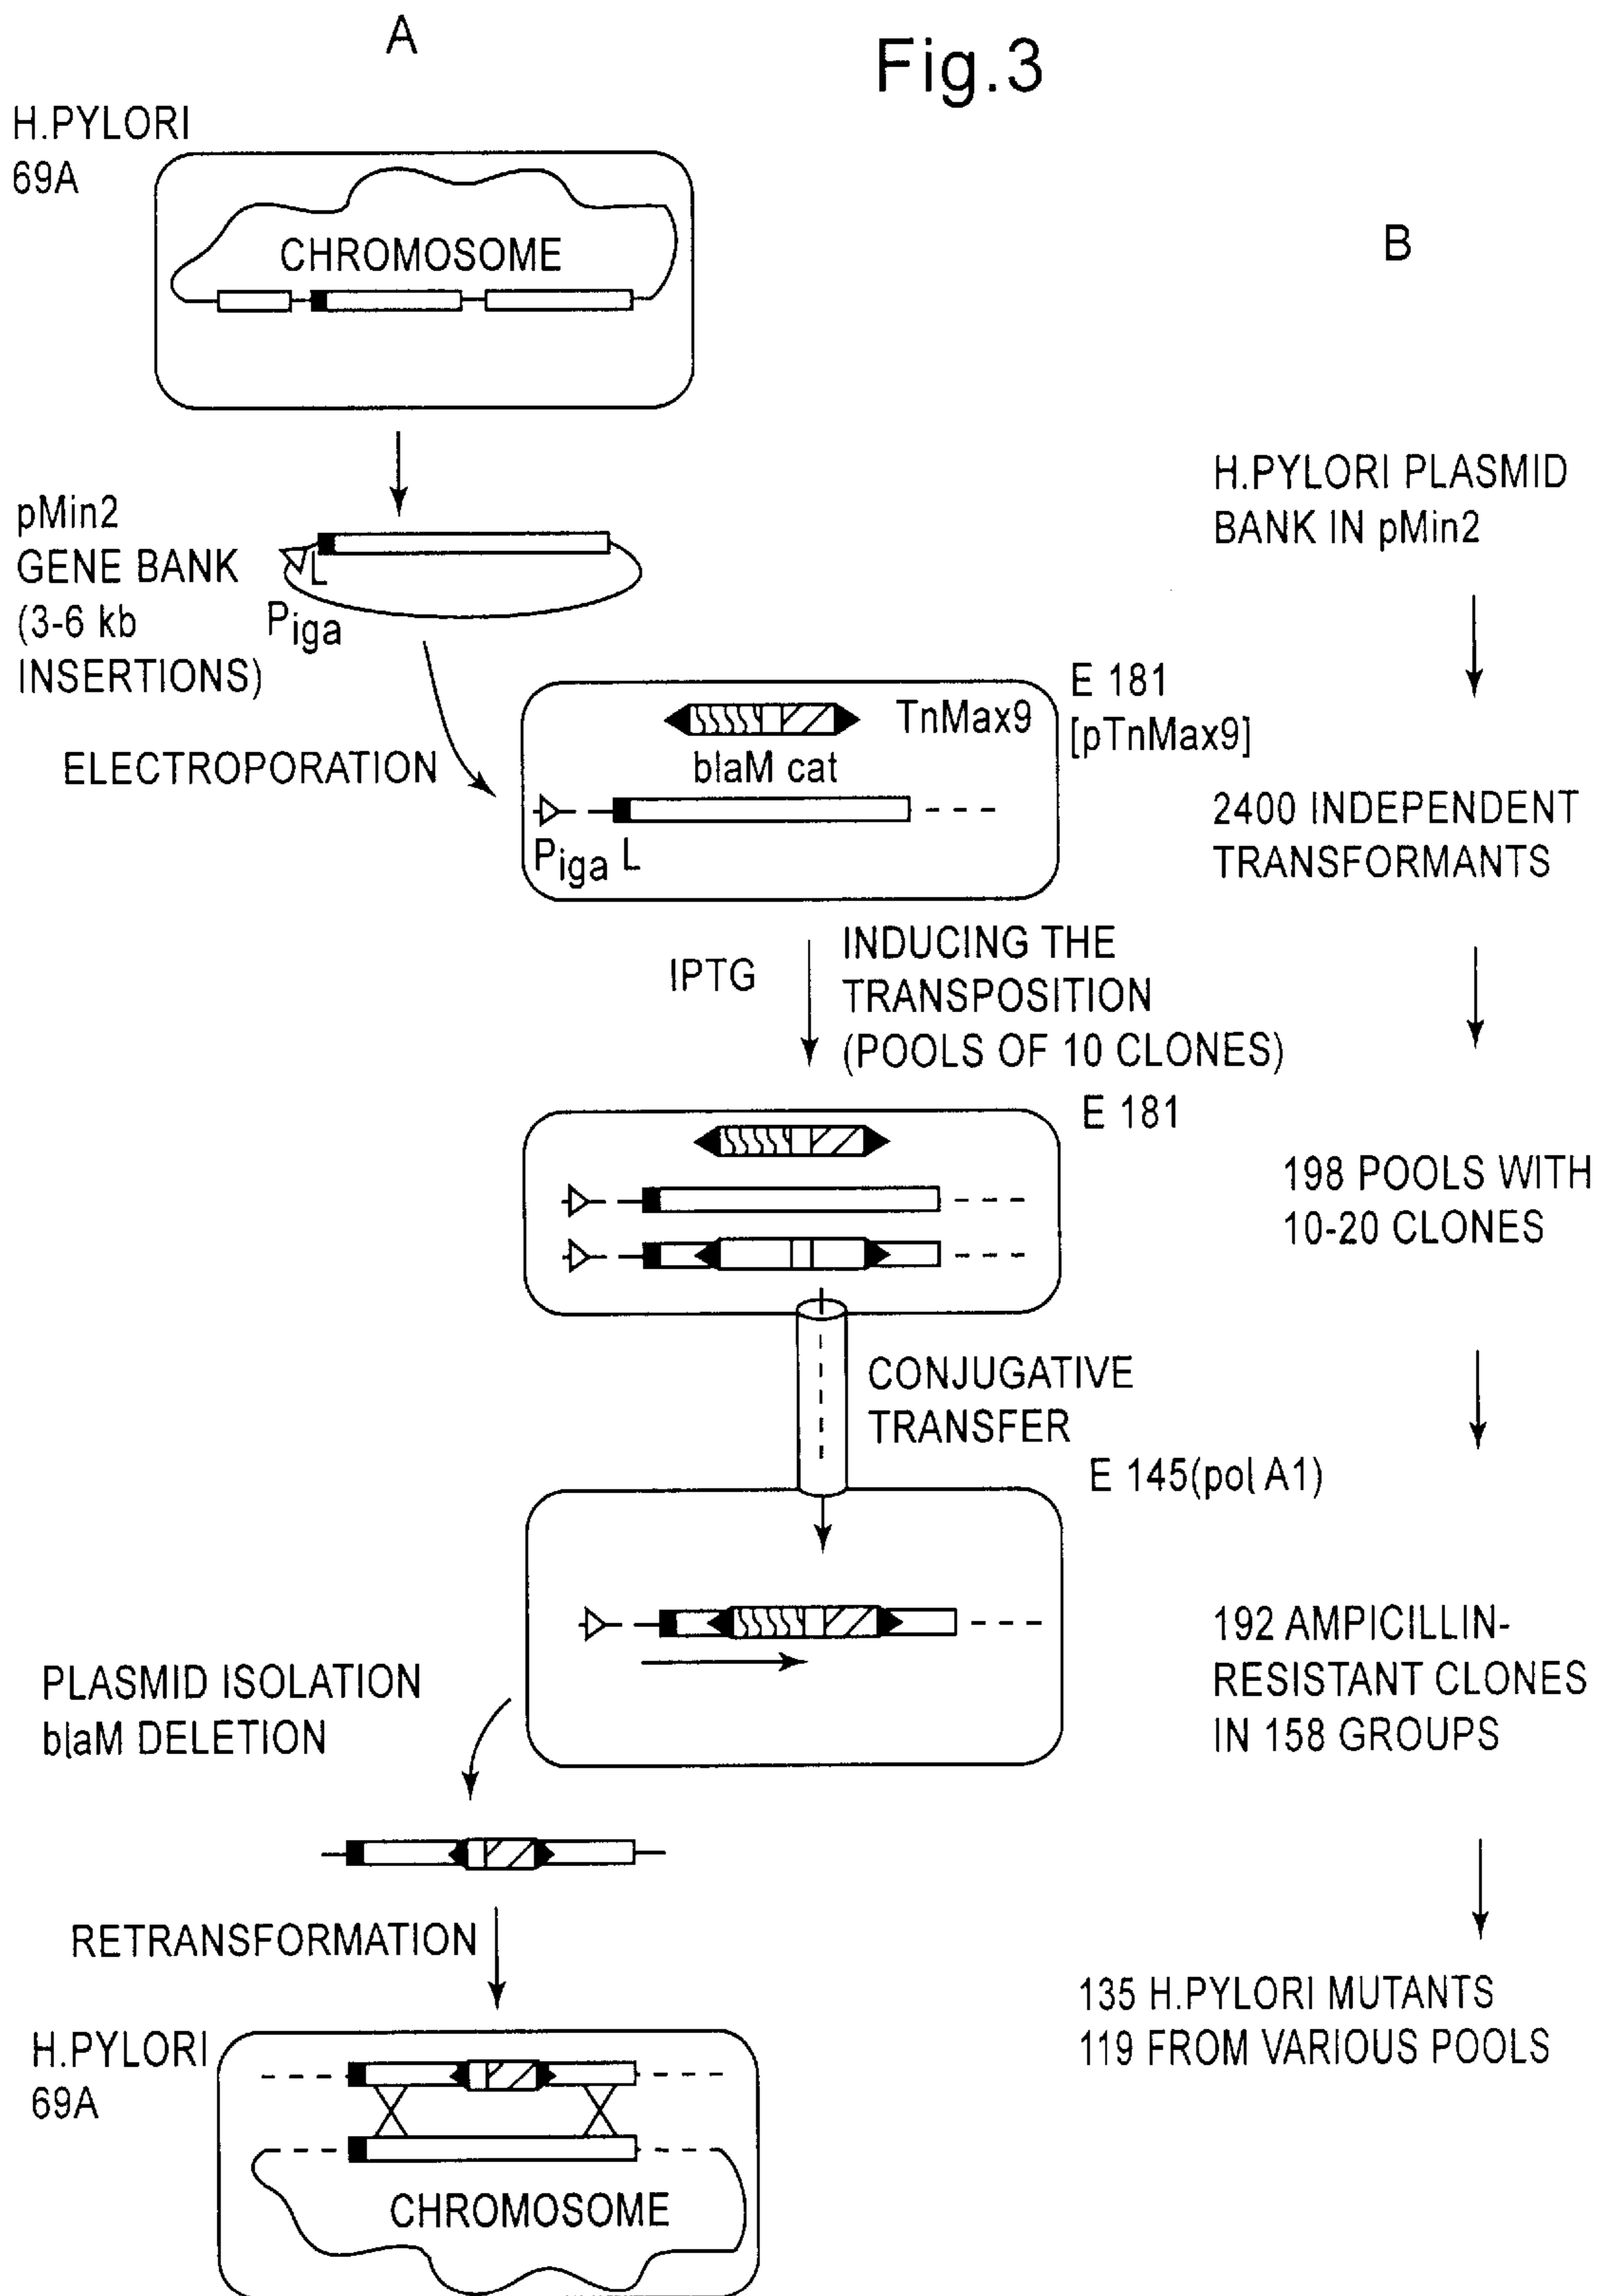 A
Fig.3
H.PYLORI
69A
CHROMOSOME
B
pMin2
GENE BANK
(3-6 kb
INSERTIONS)
L
Piga
H.PYLORI PLASMID
BANK IN pMin2
ELECTROPORATION
TnMax9
blaM cat
Piga L
E 181
[pTnMax9]
2400 INDEPENDENT
TRANSFORMANTS
IPTG
INDUCING THE
TRANSPOSITION
(POOLS OF 10 CLONES)
E 181
198 POOLS WITH
10-20 CLONES
CONJUGATIVE
TRANSFER
E 145(pol A1)
192 AMPICILLIN-
RESISTANT CLONES
IN 158 GROUPS
PLASMID ISOLATION
blaM DELETION
RETRANSFORMATION
135 H.PYLORI MUTANTS
119 FROM VARIOUS POOLS
H.PYLORI
69A
CHROMOSOME